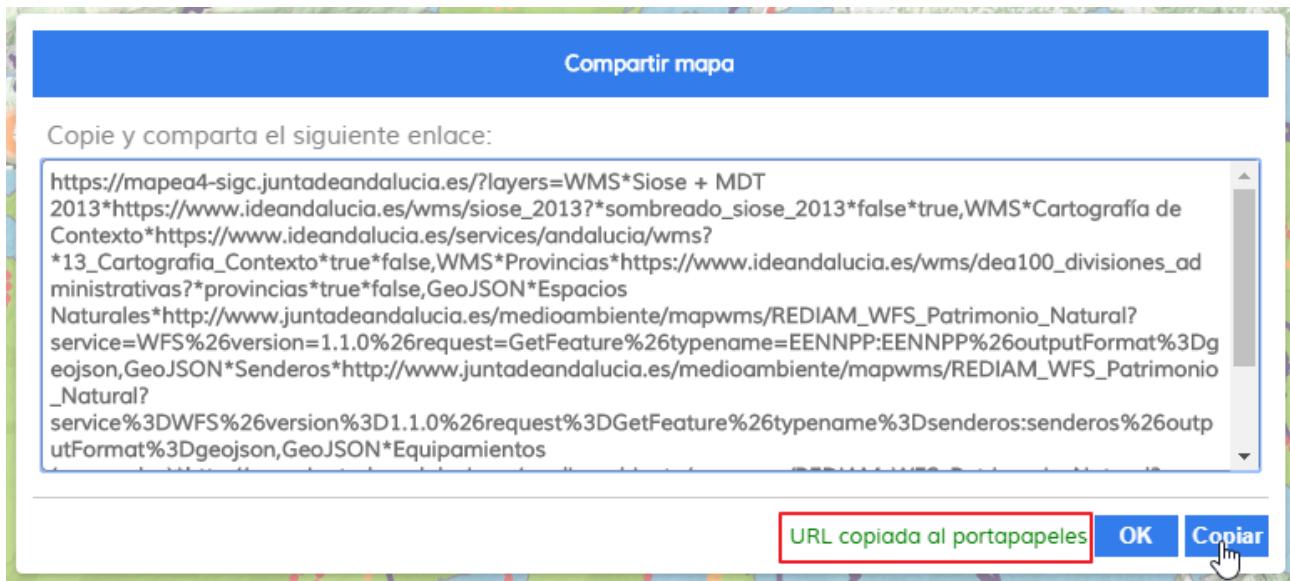 Compartir mapa
Copie y comparta el siguiente enlace:
https://mapea4-sigc.juntadeandalucia.es/?layers=WMS*Siose + MDT
2013*https://www.ideandalucia.es/wms/siose_2013?*sombreado_siose_2013*false*true,WMS*Cartografía de
Contexto*https://www.ideandalucia.es/services/andalucia/wms?
*13_Cartografia_Contexto*true*false,WMS*Provincias*https://www.ideandalucia.es/wms/dea100_divisiones_ad
ministrativas?*provincias*true*false,GeoJSON*Espacios
Naturales*http://www.juntadeandalucia.es/medioambiente/mapwms/REDIAM_WFS_Patrimonio_Natural?
service=WFS%26version=1.1.0%26request=GetFeature%26typename=EENNPP:EENNPP%26outputFormat%3Dg
eojson,GeoJSON*Senderos*http://www.juntadeandalucia.es/medioambiente/mapwms/REDIAM_WFS_Patrimonio
_Natural?
service%3DWFS%26version%3D1.1.0%26request%3DGetFeature%26typename%3Dsenderos:senderos%26outp
utFormat%3Dgeojson,GeoJSON*Equipamientos
URL copiada al portapapeles OK Copiar